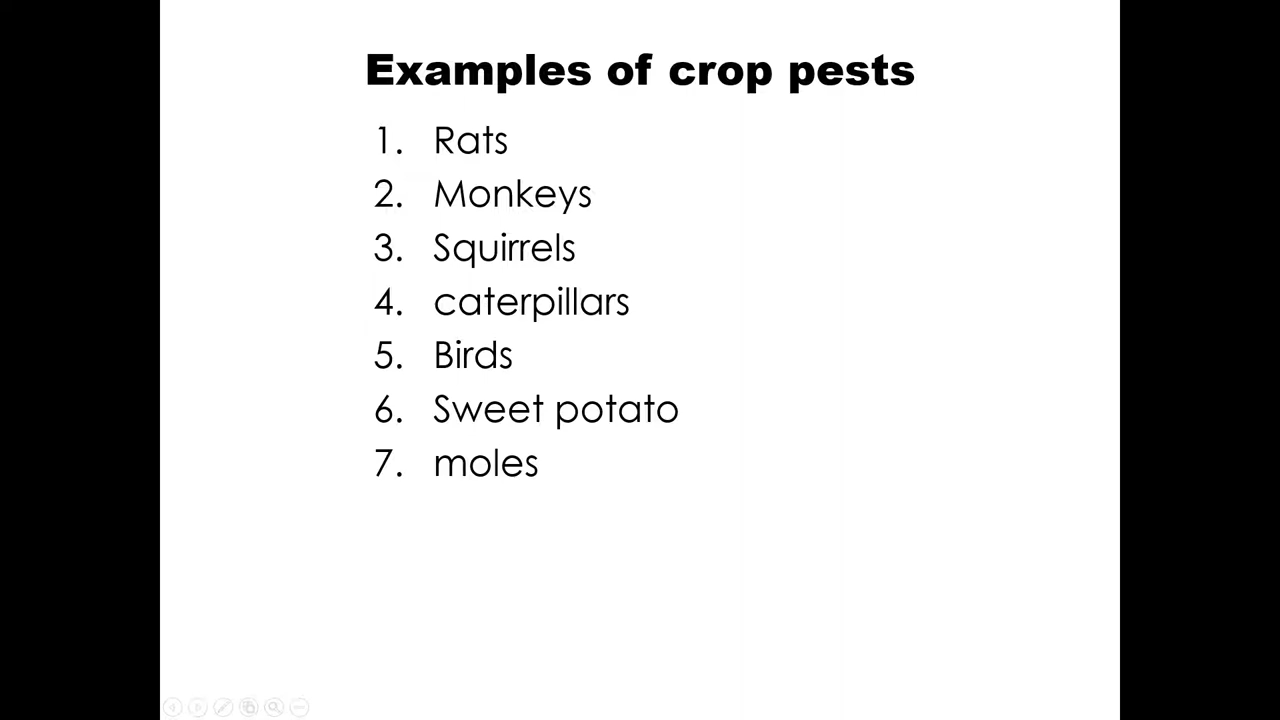 Examples of crop pests
1. Rats
2. Monkeys
3. Squirrels
4. caterpillars
5. Birds
6. Sweet potato
7. moles